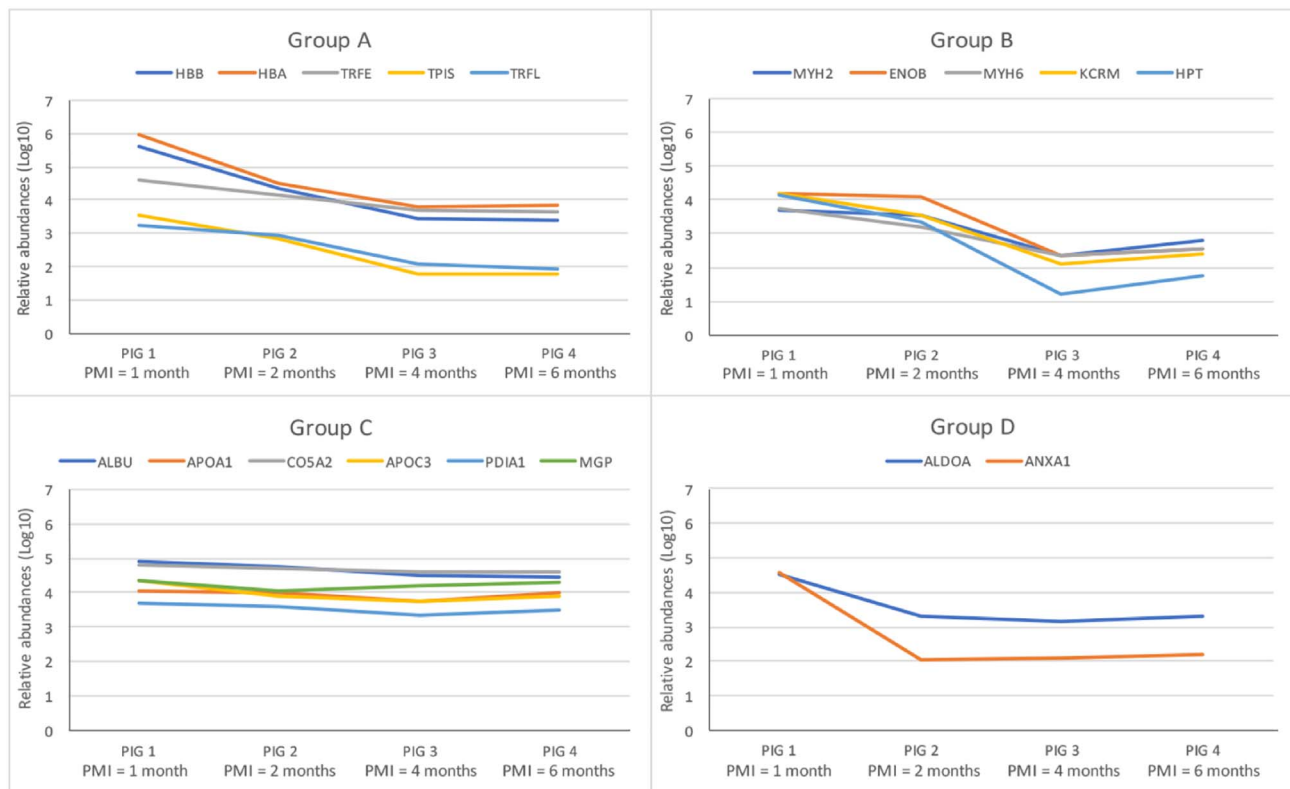 Group A
HBB HBA TRFE TPIS TRFL
Relative abundances (Log10)
7
6
5
4
3
2
1
0
PIG 1 PIG 2 PIG 3 PIG 4
PMI = 1 month PMI = 2 months PMI = 4 months PMI = 6 months
Group B
MYH2 ENOB MYH6 KCRM HPT
Relative abundances (Log10)
7
6
5
4
3
2
1
0
PIG 1 PIG 2 PIG 3 PIG 4
PMI = 1 month PMI = 2 months PMI = 4 months PMI = 6 months
Group C
ALBU APOA1 CO5A2 APOC3 PDIA1 MGP
Relative abundances (Log10)
7
6
5
4
3
2
1
0
PIG 1 PIG 2 PIG 3 PIG 4
PMI = 1 month PMI = 2 months PMI = 4 months PMI = 6 months
Group D
ALDOA ANXA1
Relative abundances (Log10)
7
6
5
4
3
2
1
0
PIG 1 PIG 2 PIG 3 PIG 4
PMI = 1 month PMI = 2 months PMI = 4 months PMI = 6 months